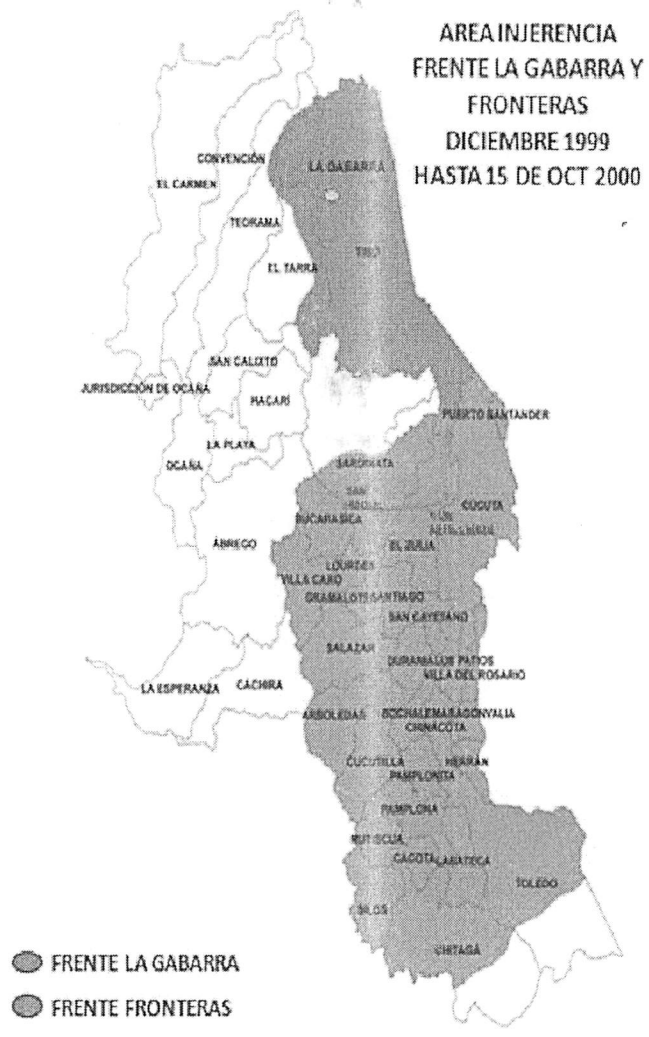 AREA INJERENCIA
FRENTE LA GABARRA Y
FRONTERAS
DICIEMBRE 1999
HASTA 15 DE OCT 2000
CONVENCIÓN
LA GABARRA
EL CARMEN
TEORAMA
TIBÚ
EL TARRA
SAN CALIXTO
JURISDICCIÓN DE OCAÑA
HACARÍ
PUERTO SANTANDER
LA PLAYA
OCAÑA
SARDINATA
SAN
CÚCUTA
BUCARASICA
ÁBREGO
EL ZULIA
LOURDES
VILLA CARO
GRAMALOTE SANTIAGO
SAN CAYETANO
SALAZAR
DURANIA LOS PATIOS
VILLA DEL ROSARIO
LA ESPERANZA
CÁCHIRA
ARBOLEDAS
BOCHALEMA RAGONVALIA
CHINÁCOTA
CUCUTILLA
HERRÁN
PAMPLONITA
PAMPLONA
MUTISCUA
CACOTA LABATECA
TOLEDO
SILOS
CHITAGÁ
FRENTE LA GABARRA
FRENTE FRONTERAS